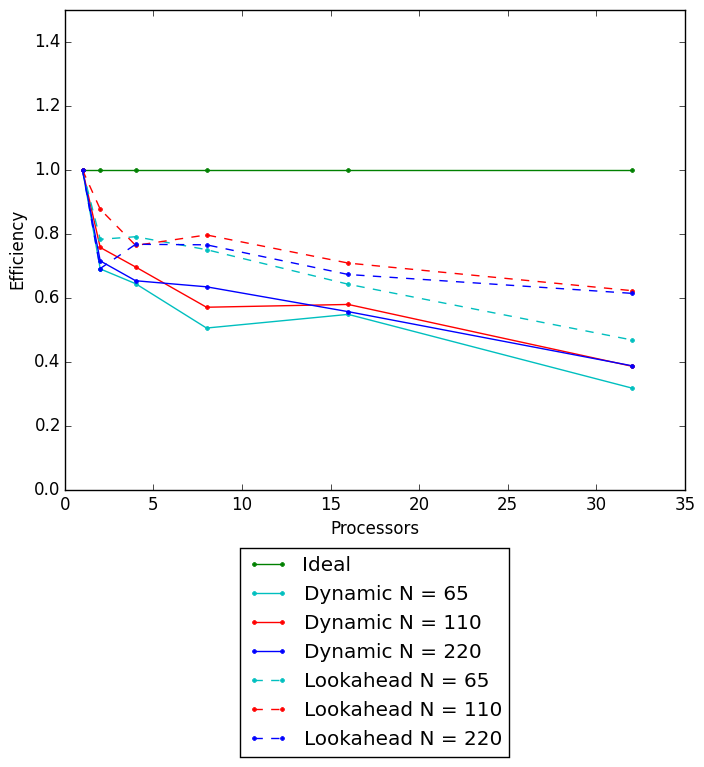 1.4
1.2
1.0
0.8
0.6
0.4
0.2
0.0
Efficiency
0 5 10 15 20 25 30 35
Processors
Ideal
Dynamic N = 65
Dynamic N = 110
Dynamic N = 220
Lookahead N = 65
Lookahead N = 110
Lookahead N = 220